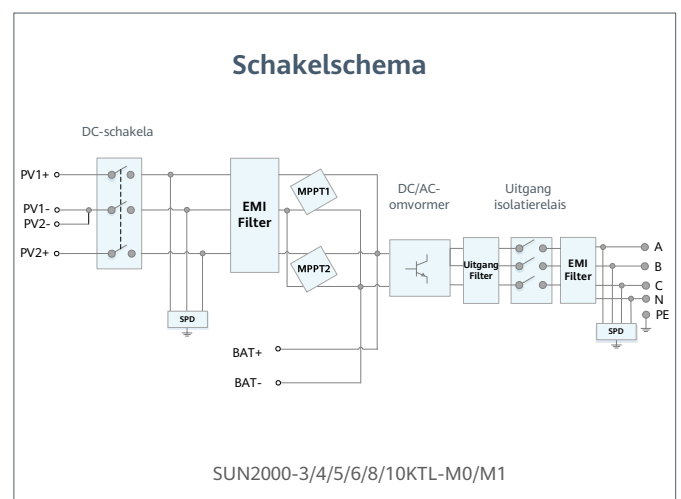 Schakelschema
DC-schakela
PV1+
PV1-
PV2-
PV2+
EMI
Filter
MPPT1
MPPT2
DC/AC-
omvormer
Uitgang
isolatierelais
Uitgang
Filter
EMI
Filter
A
B
C
N
PE
SPD
SPD
BAT+
BAT-
SUN2000-3/4/5/6/8/10KTL-M0/M1